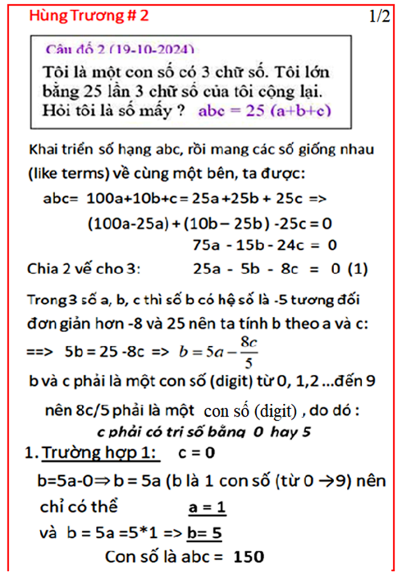 Hùng Trương # 2
1/2
Câu đố 2 (19-10-2024)
Tôi là một con số có 3 chữ số. Tôi lớn
bằng 25 lần 3 chữ số của tôi cộng lại.
Hỏi tôi là số mấy ? abc = 25 (a+b+c)
Khai triển số hạng abc, rồi mang các số giống nhau
(like terms) về cùng một bên, ta được:
abc= 100a+10b+c = 25a +25b + 25c =>
(100a-25a) + (10b – 25b) -25c = 0
75a - 15b - 24c = 0
Chia 2 vế cho 3: 25a - 5b - 8c = 0 (1)
Trong 3 số a, b, c thì số b có hệ số là -5 tương đối
đơn giản hơn -8 và 25 nên ta tính b theo a và c:
==> 5b = 25 -8c => b = 5a − 8c/5
b và c phải là một con số (digit) từ 0, 1,2 ...đến 9
nên 8c/5 phải là một con số (digit) , do đó :
c phải có trị số bằng 0 hay 5
1. Trường hợp 1: c = 0
b=5a-0⇒ b = 5a (b là 1 con số (từ 0 →9) nên
chỉ có thể a = 1
và b = 5a =5*1 => b= 5
Con số là abc = 150